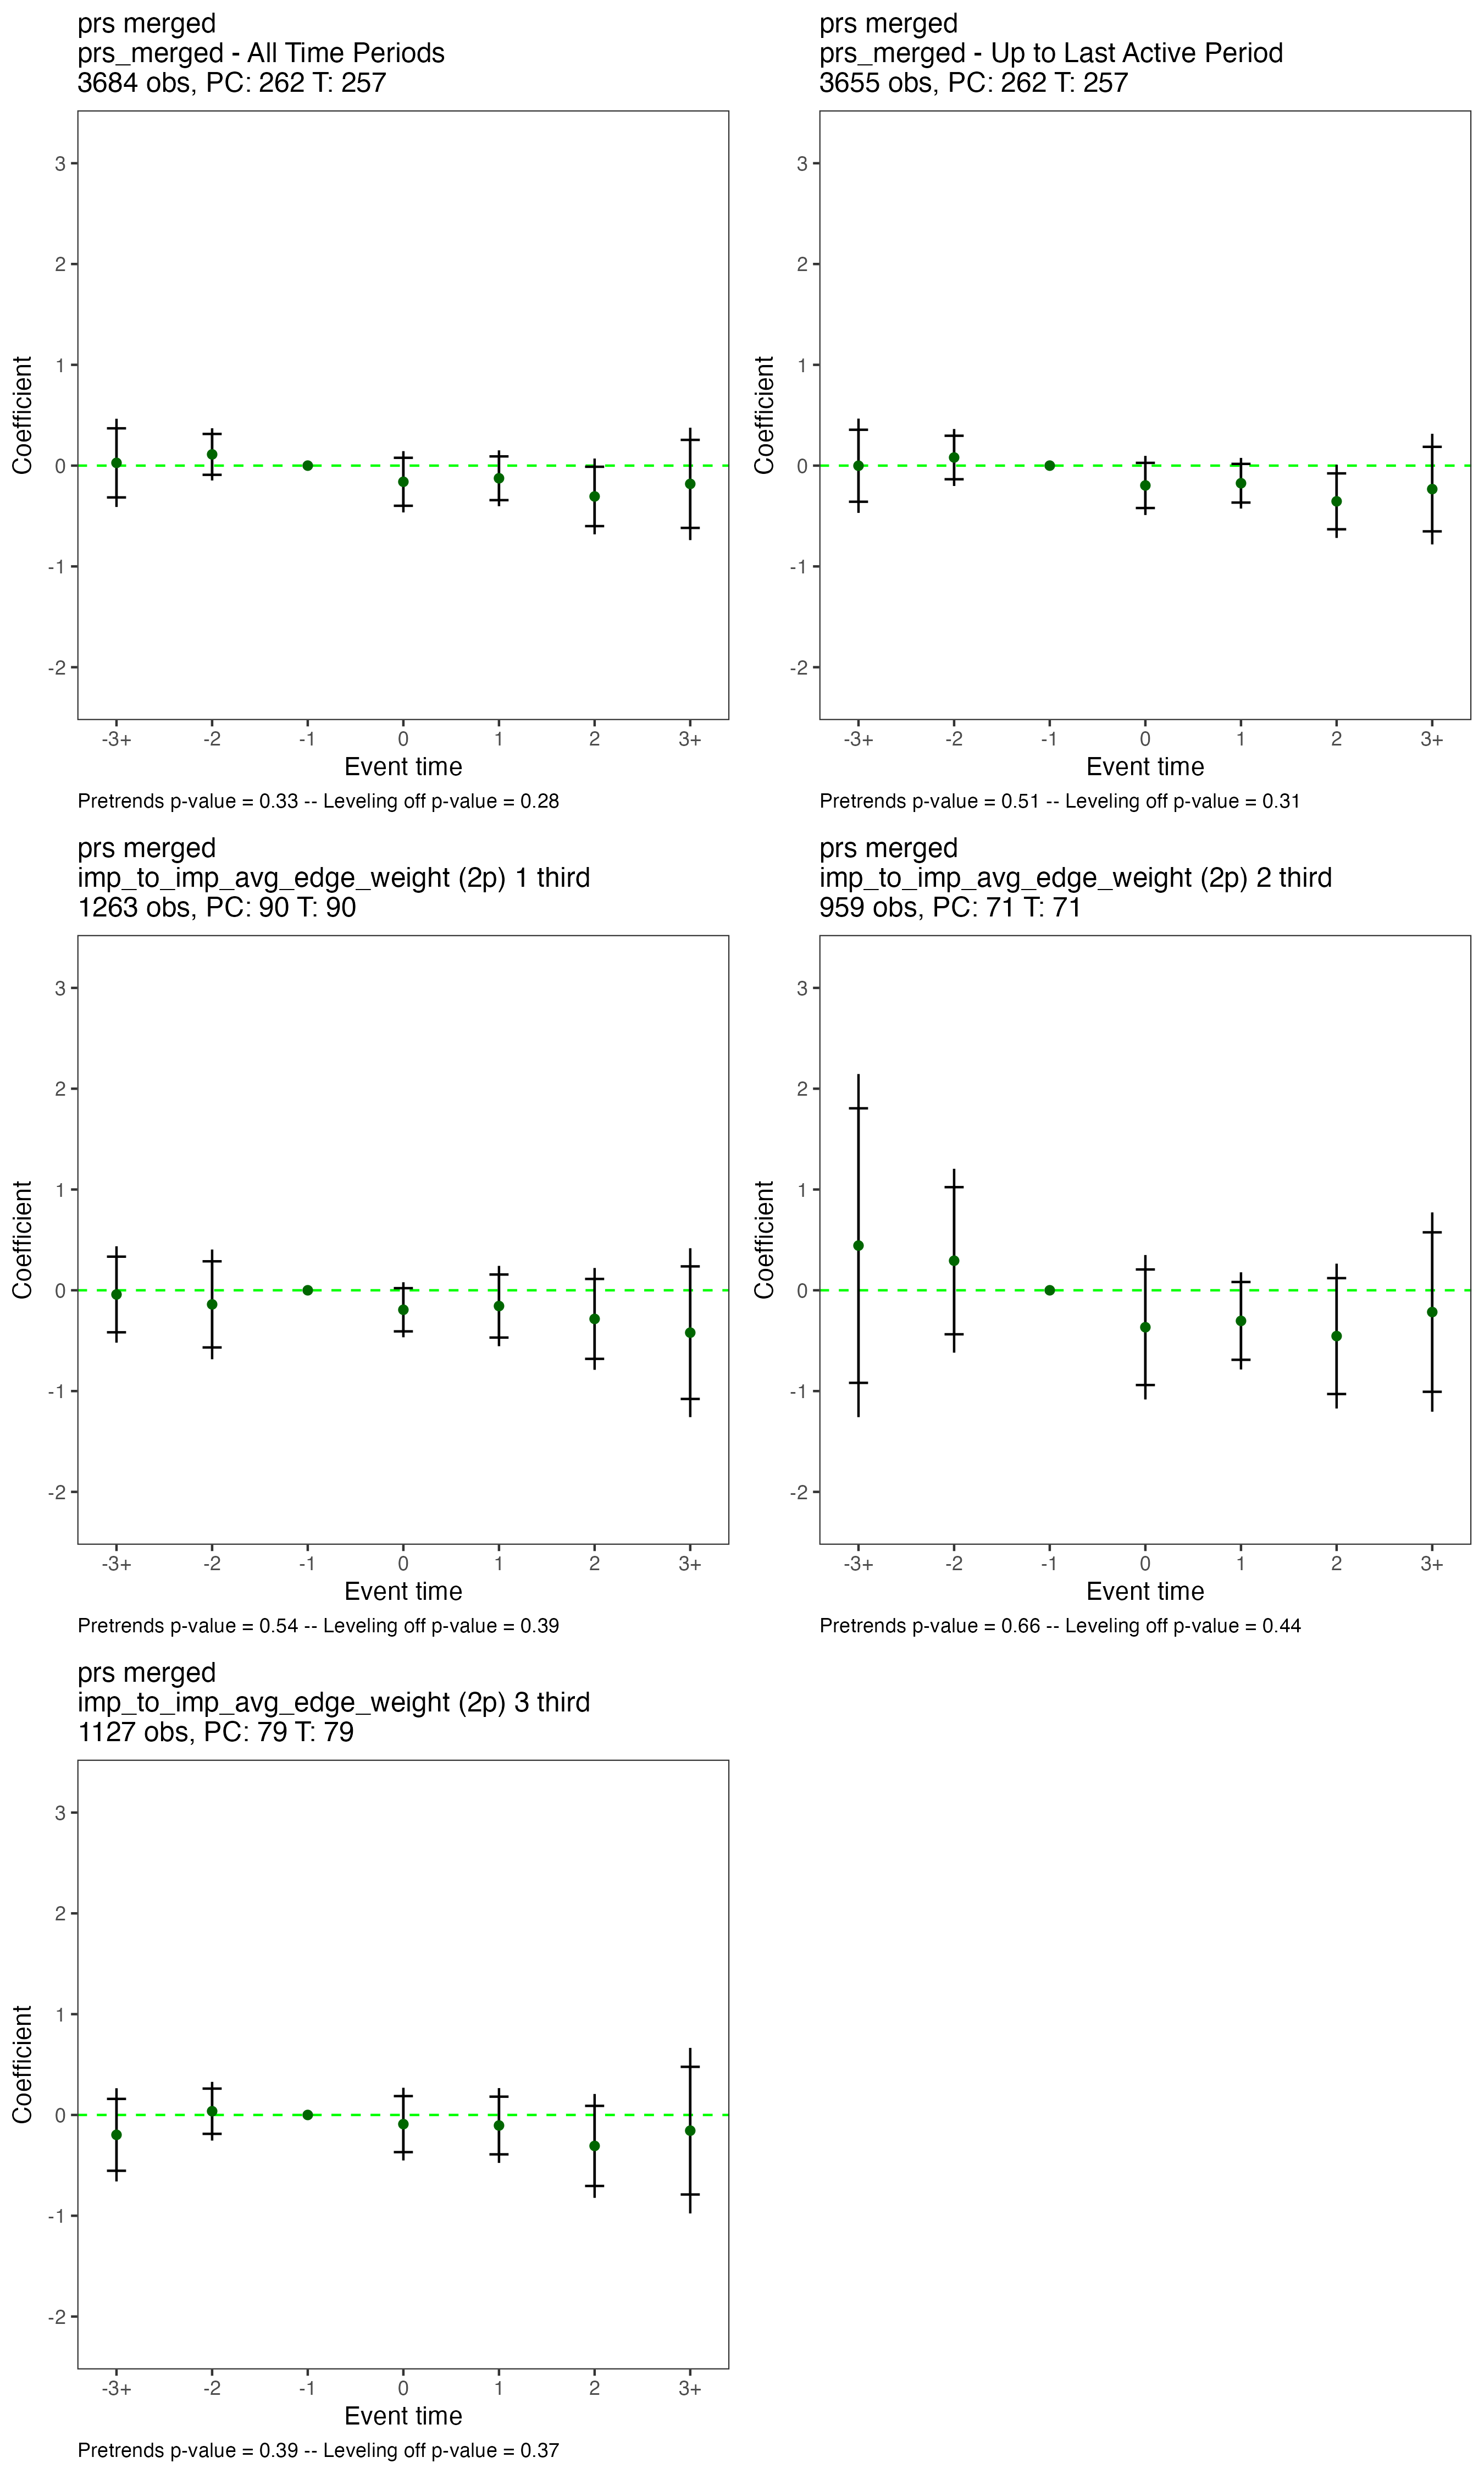 prs merged
prs_merged - All Time Periods
3684 obs, PC: 262 T: 257
Coefficient
3
2
1
0
-1
-2
-3+ -2 -1 0 1 2 3+
Event time
Pretrends p-value = 0.33 -- Leveling off p-value = 0.28
prs merged
prs_merged - Up to Last Active Period
3655 obs, PC: 262 T: 257
Coefficient
3
2
1
0
-1
-2
-3+ -2 -1 0 1 2 3+
Event time
Pretrends p-value = 0.51 -- Leveling off p-value = 0.31
prs merged
imp_to_imp_avg_edge_weight (2p) 1 third
1263 obs, PC: 90 T: 90
Coefficient
3
2
1
0
-1
-2
-3+ -2 -1 0 1 2 3+
Event time
Pretrends p-value = 0.54 -- Leveling off p-value = 0.39
prs merged
imp_to_imp_avg_edge_weight (2p) 2 third
959 obs, PC: 71 T: 71
Coefficient
3
2
1
0
-1
-2
-3+ -2 -1 0 1 2 3+
Event time
Pretrends p-value = 0.66 -- Leveling off p-value = 0.44
prs merged
imp_to_imp_avg_edge_weight (2p) 3 third
1127 obs, PC: 79 T: 79
Coefficient
3
2
1
0
-1
-2
-3+ -2 -1 0 1 2 3+
Event time
Pretrends p-value = 0.39 -- Leveling off p-value = 0.37